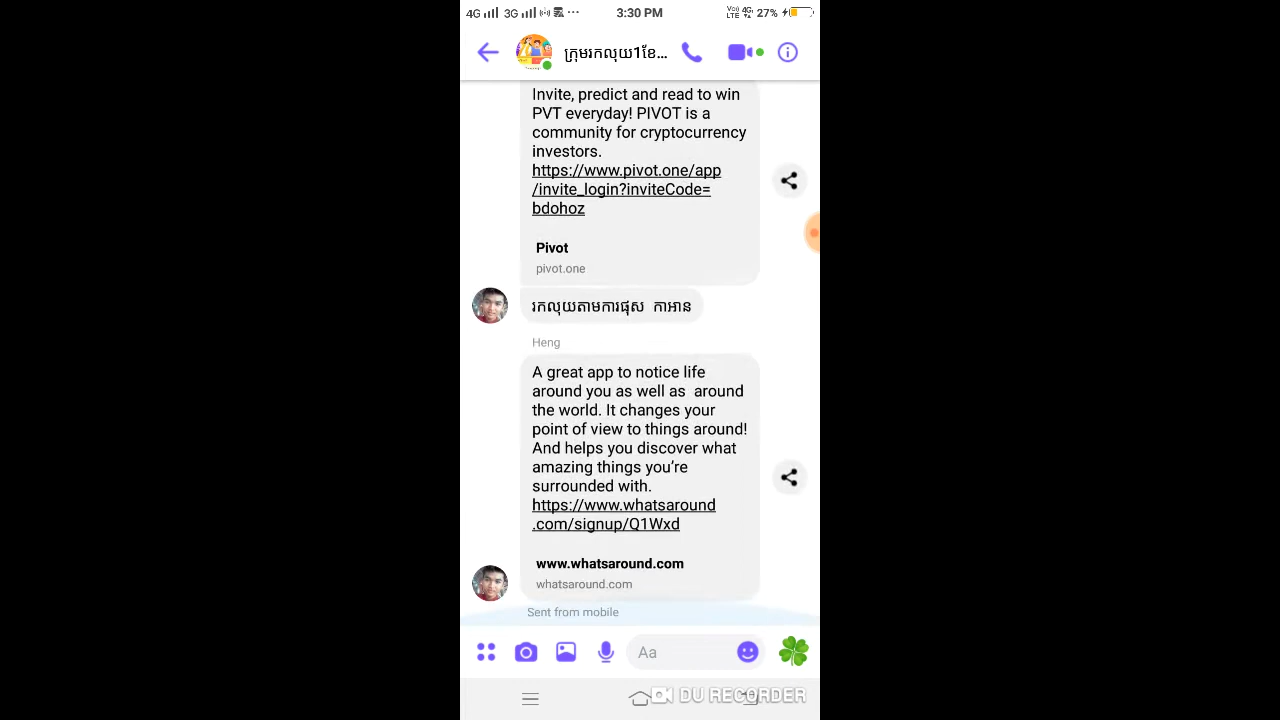 4G 3G ... 3:30 PM Vo) LTE 4G 27%
ក្រុមរកលុយ1ខែ...
Invite, predict and read to win
PVT everyday! PIVOT is a
community for cryptocurrency
investors.
https://www.pivot.one/app
/invite_login?inviteCode=
bdohoz
Pivot
pivot.one
រកលុយតាមការផុស កាអាន
Heng
A great app to notice life
around you as well as  around
the world. It changes your
point of view to things around!
And helps you discover what
amazing things you’re
surrounded with.
https://www.whatsaround
.com/signup/Q1Wxd
www.whatsaround.com
whatsaround.com
Sent from mobile
Aa
DU RECORDER